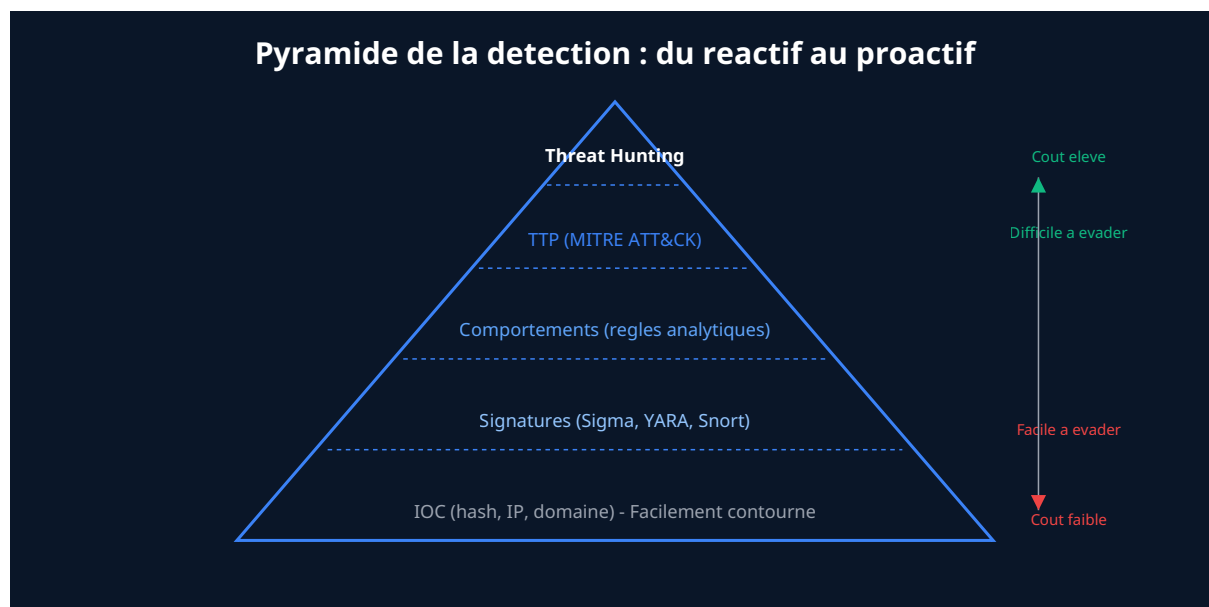 Pyramide de la detection : du reactif au proactif
Threat Hunting
Cout eleve
TTP (MITRE ATT&CK)
Difficile a evader
Comportements (regles analytiques)
Signatures (Sigma, YARA, Snort)
Facile a evader
IOC (hash, IP, domaine) - Facilement contourne
Cout faible